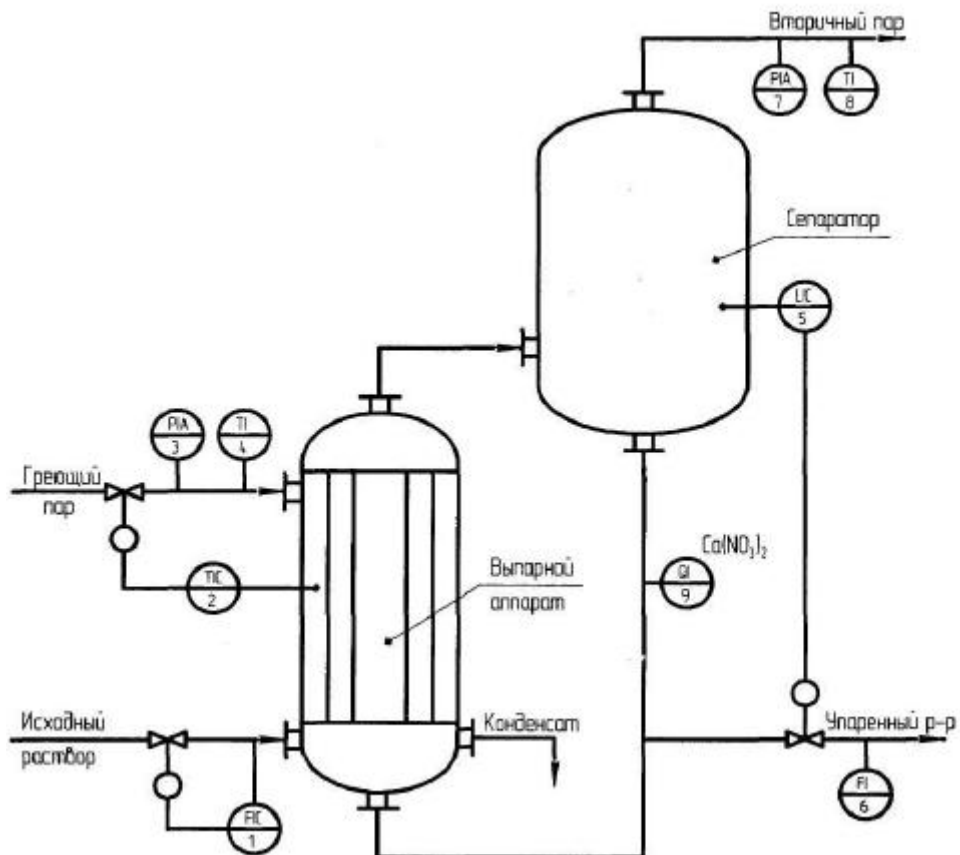 Вторичный пар
PIA
7
TI
8
Сепаратор
LIC
5
PIA
3
TI
4
Греющий
пар
TIC
2
Выпарной
аппарат
Ca(NO3)2
QI
9
Исходный
раствор
Конденсат
Упаренный р-р
FI
6
FIC
1